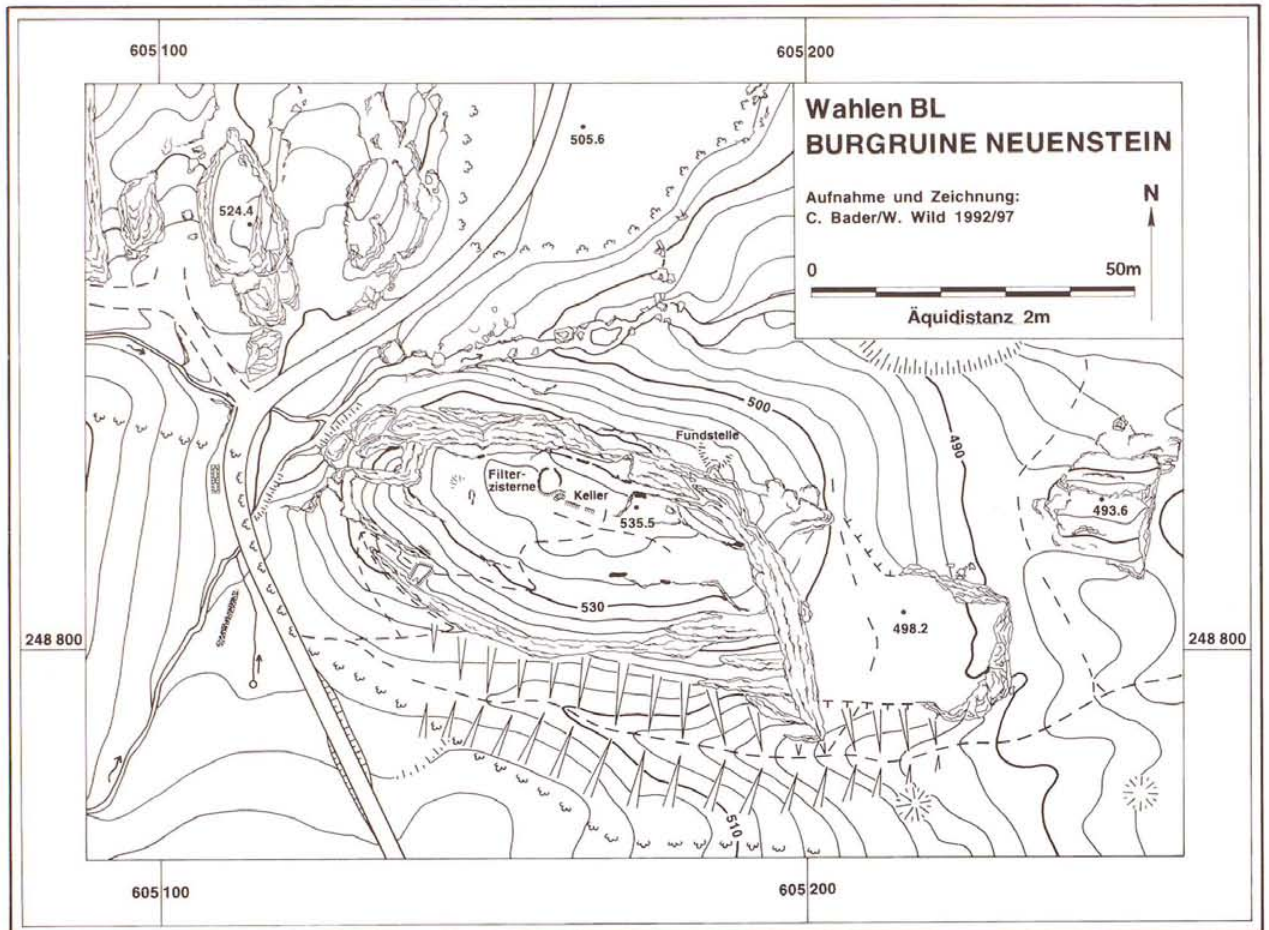 605 100
605 200
Wahlen BL
BURGRUINE NEUENSTEIN
Aufnahme und Zeichnung:
C. Bader/W. Wild 1992/97
N
0 50m
Äquidistanz 2m
505.6
524.4
500
490
Fundstelle
Filter-
zisterne
Keller
535.5
493.6
530
498.2
248 800
248 800
510
605 100
605 200